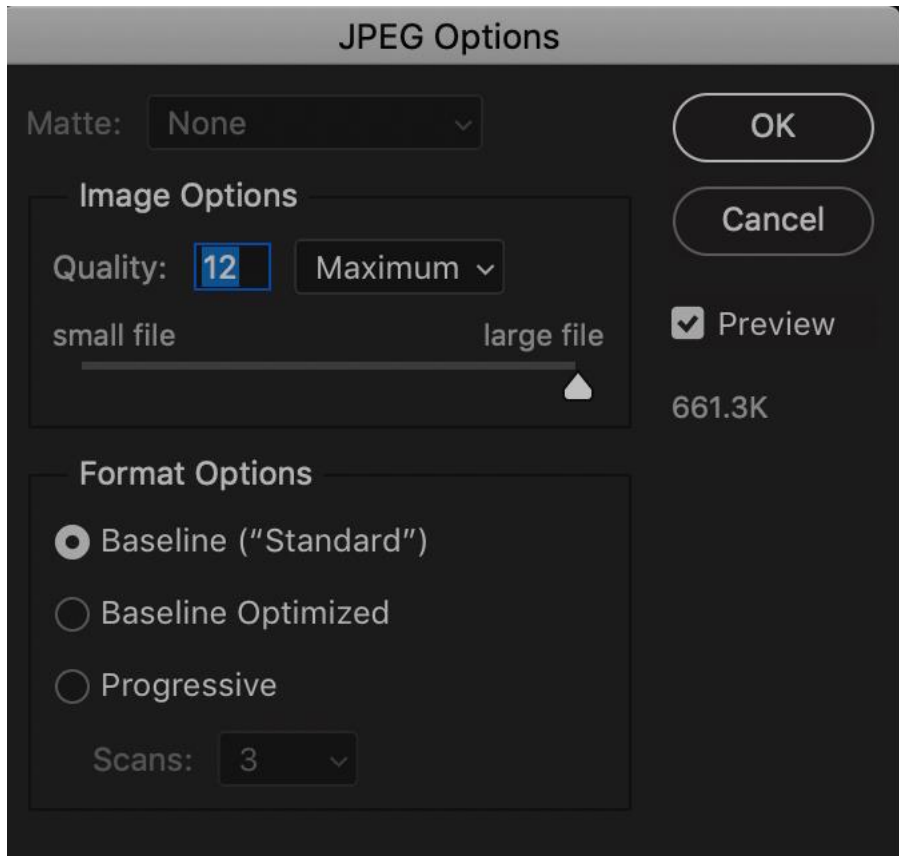 JPEG Options
Matte: None
OK
Image Options
Cancel
Quality: 12 Maximum
Preview
small file large file
661.3K
Format Options
Baseline (“Standard”)
Baseline Optimized
Progressive
Scans: 3